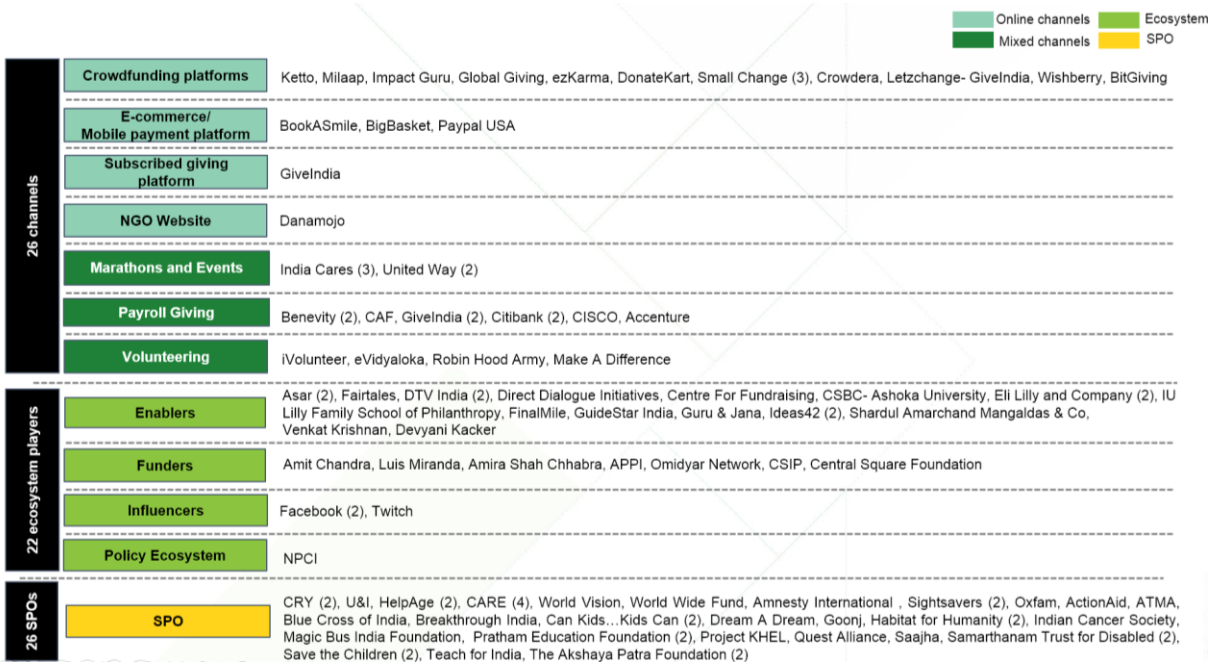 Online channels
Ecosystem
Mixed channels
SPO
26 channels
Crowdfunding platforms
Ketto, Milaap, Impact Guru, Global Giving, ezKarma, DonateKart, Small Change (3), Crowdera, Letzchange- GiveIndia, Wishberry, BitGiving
E-commerce/
Mobile payment platform
BookASmile, BigBasket, Paypal USA
Subscribed giving
platform
GiveIndia
NGO Website
Danamojo
Marathons and Events
India Cares (3), United Way (2)
Payroll Giving
Benevity (2), CAF, GiveIndia (2), Citibank (2), CISCO, Accenture
Volunteering
iVolunteer, eVidyaloka, Robin Hood Army, Make A Difference
22 ecosystem players
Enablers
Asar (2), Fairtales, DTV India (2), Direct Dialogue Initiatives, Centre For Fundraising, CSBC- Ashoka University, Eli Lilly and Company (2), IU
Lilly Family School of Philanthropy, FinalMile, GuideStar India, Guru & Jana, Ideas42 (2), Shardul Amarchand Mangaldas & Co,
Venkat Krishnan, Devyani Kacker
Funders
Amit Chandra, Luis Miranda, Amira Shah Chhabra, APPI, Omidyar Network, CSIP, Central Square Foundation
Influencers
Facebook (2), Twitch
Policy Ecosystem
NPCI
26 SPOs
SPO
CRY (2), U&I, HelpAge (2), CARE (4), World Vision, World Wide Fund, Amnesty International , Sightsavers (2), Oxfam, ActionAid, ATMA,
Blue Cross of India, Breakthrough India, Can Kids...Kids Can (2), Dream A Dream, Goonj, Habitat for Humanity (2), Indian Cancer Society,
Magic Bus India Foundation,  Pratham Education Foundation (2), Project KHEL, Quest Alliance, Saajha, Samarthanam Trust for Disabled (2),
Save the Children (2), Teach for India, The Akshaya Patra Foundation (2)